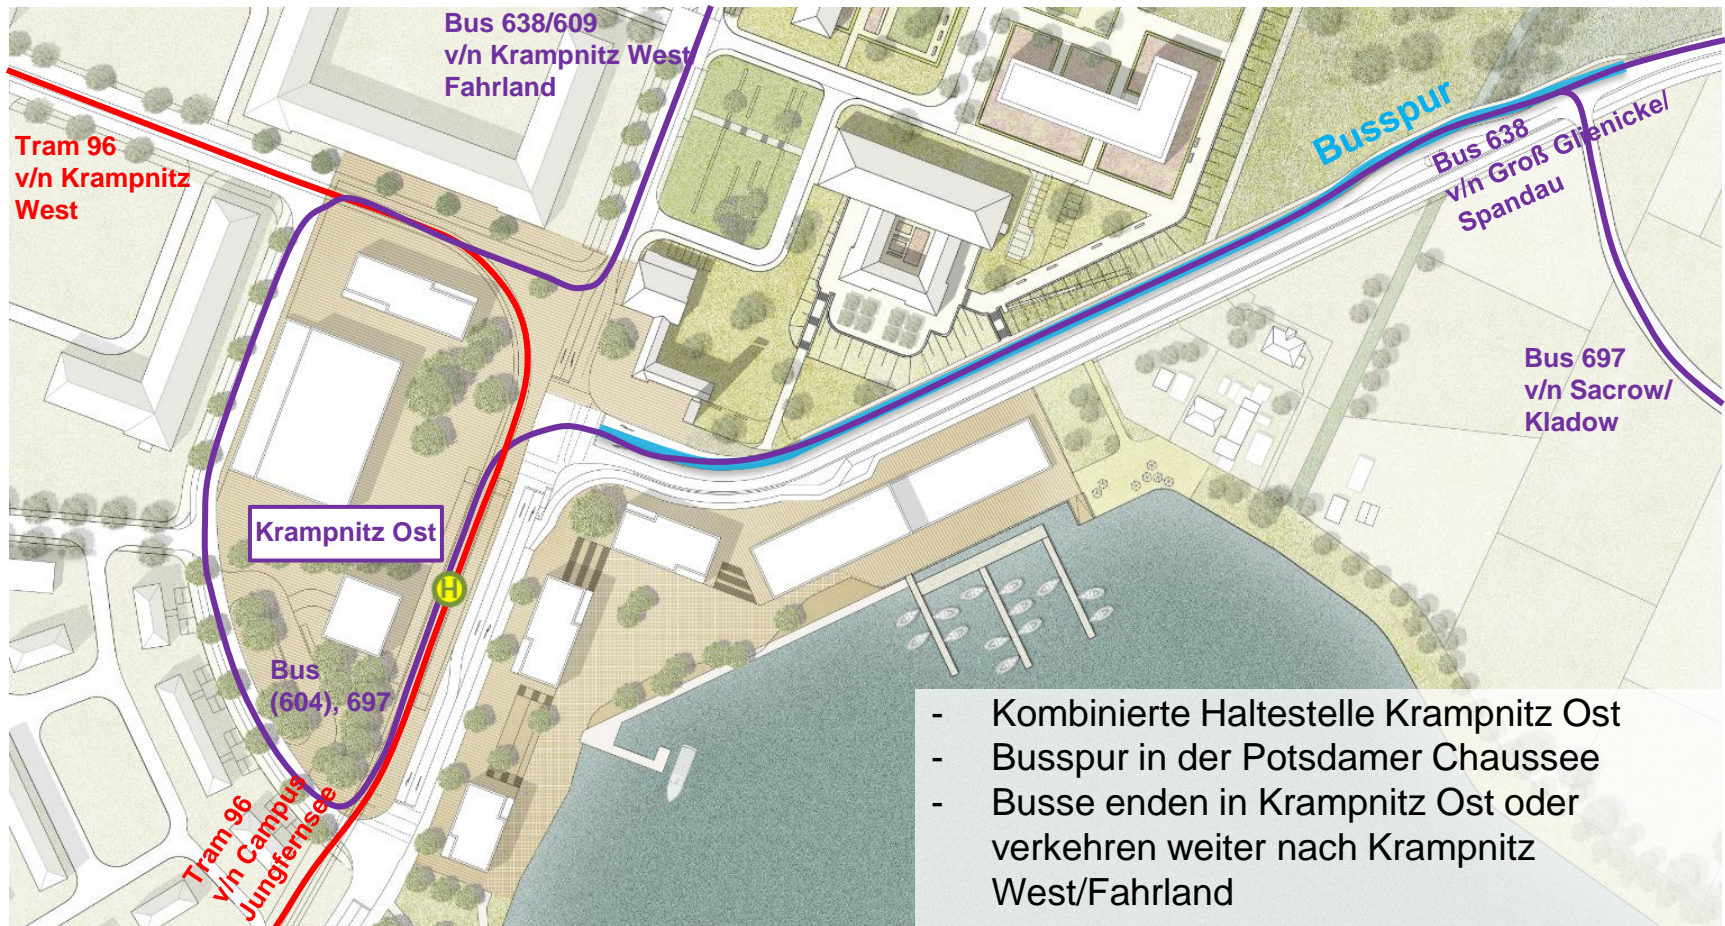 Bus 638/609
v/n Krampnitz West/
Fahrland
Tram 96
v/n Krampnitz
West
Busspur
Bus 638
v/n Groß Glienicke/
Spandau
Bus 697
v/n Sacrow/
Kladow
Krampnitz Ost
H
Bus
(604), 697
Tram 96
v/n Campus
Jungfernsee
- Kombinierte Haltestelle Krampnitz Ost
- Busspur in der Potsdamer Chaussee
- Busse enden in Krampnitz Ost oder
verkehren weiter nach Krampnitz
West/Fahrland